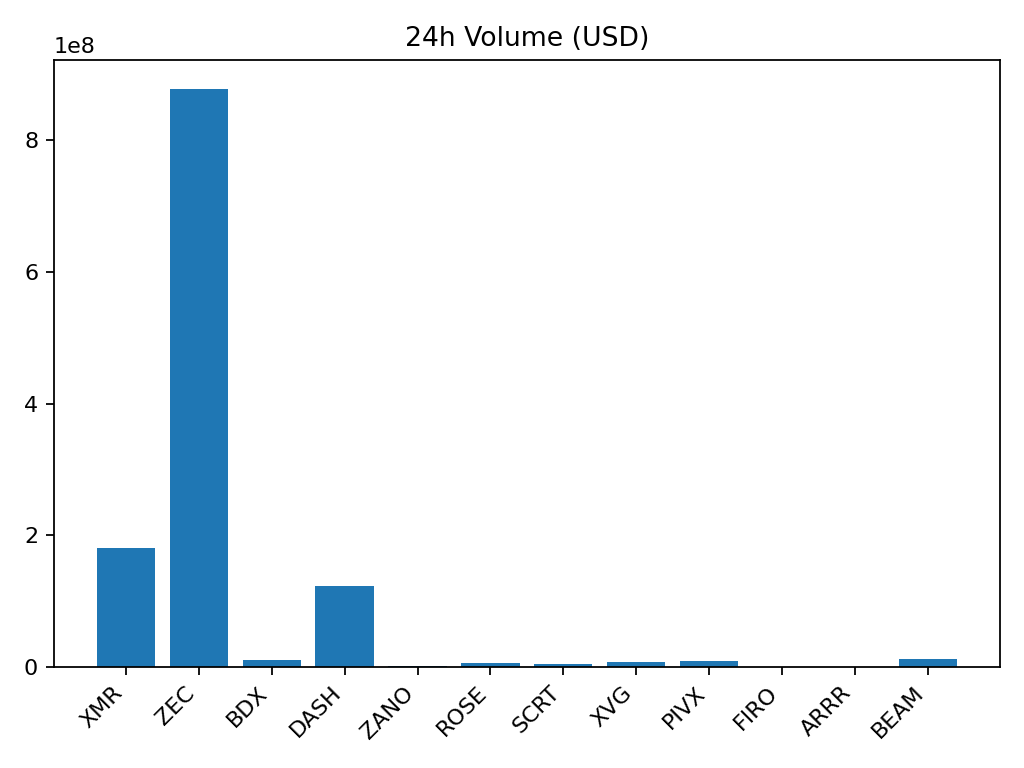 24h Volume (USD)
1e8
8
6
4
2
0
XMR
ZEC
BDX
DASH
ZANO
ROSE
SCRT
XVG
PIVX
FIRO
ARRR
BEAM